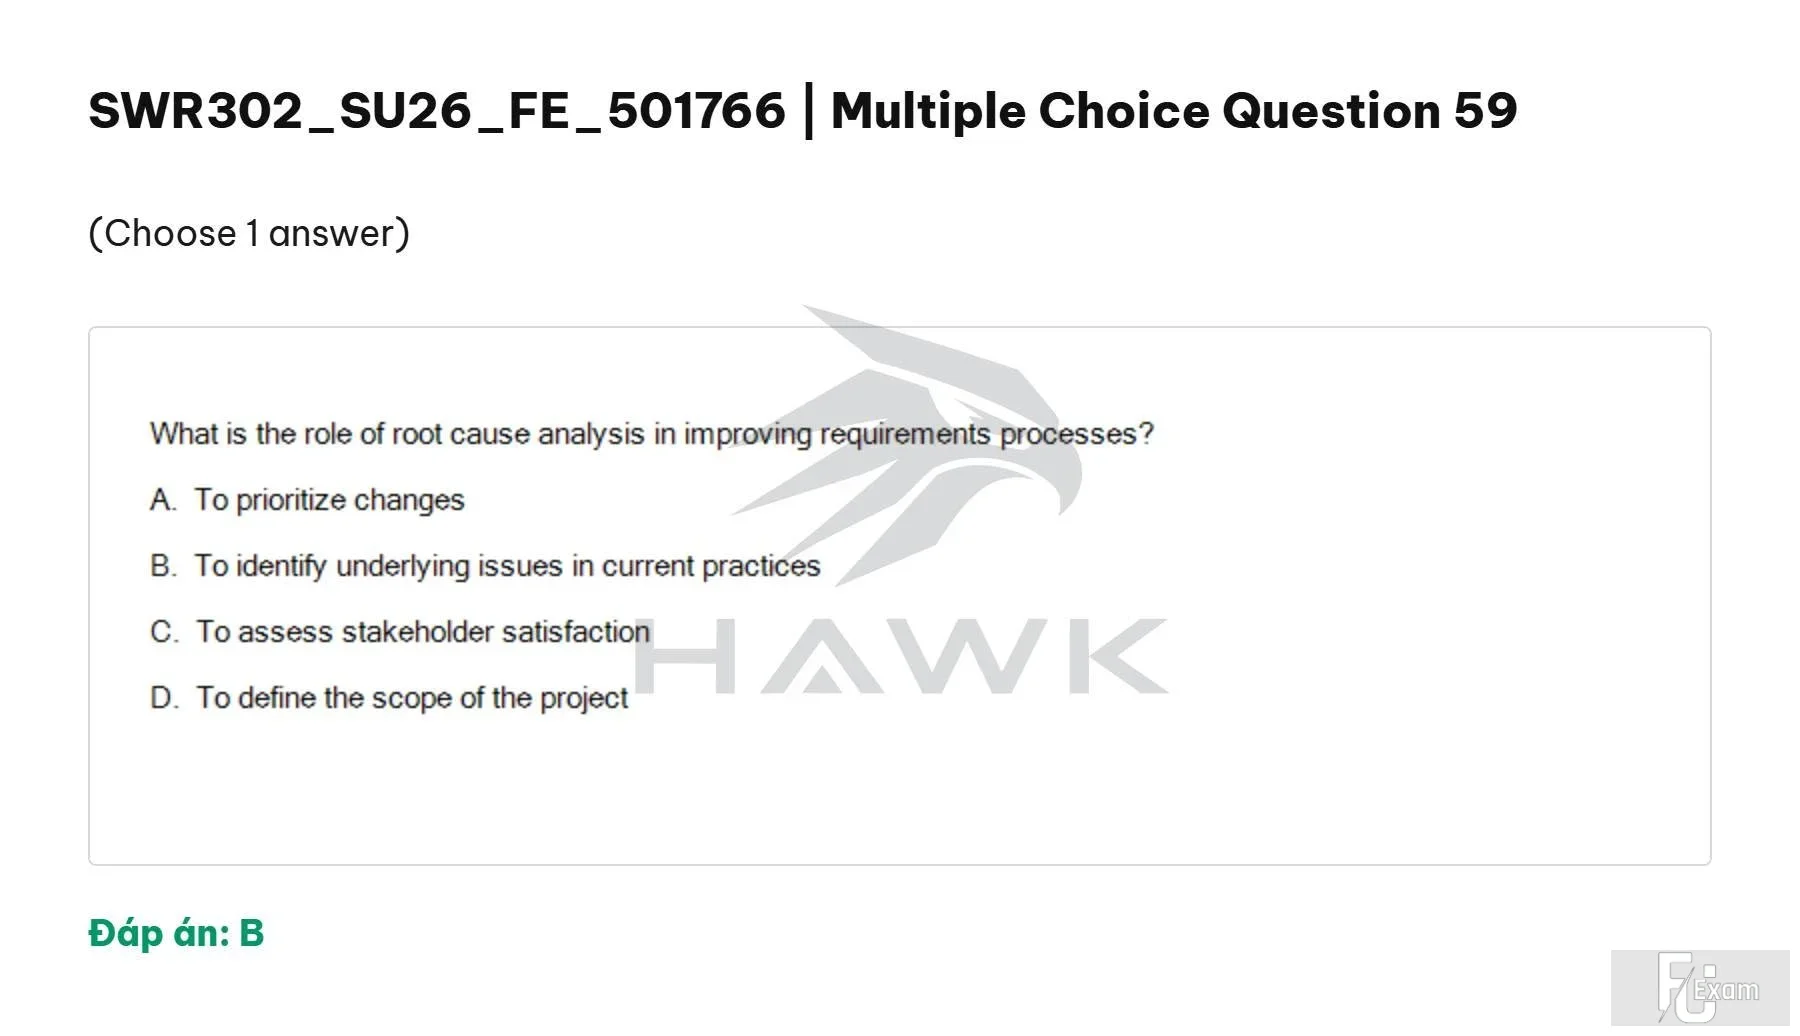 SWR302_SU26_FE_501766 | Multiple Choice Question 59
(Choose 1 answer)
What is the role of root cause analysis in improving requirements processes?
A. To prioritize changes
B. To identify underlying issues in current practices
C. To assess stakeholder satisfaction
D. To define the scope of the project
HAWK
Đáp án: B
FU Exam